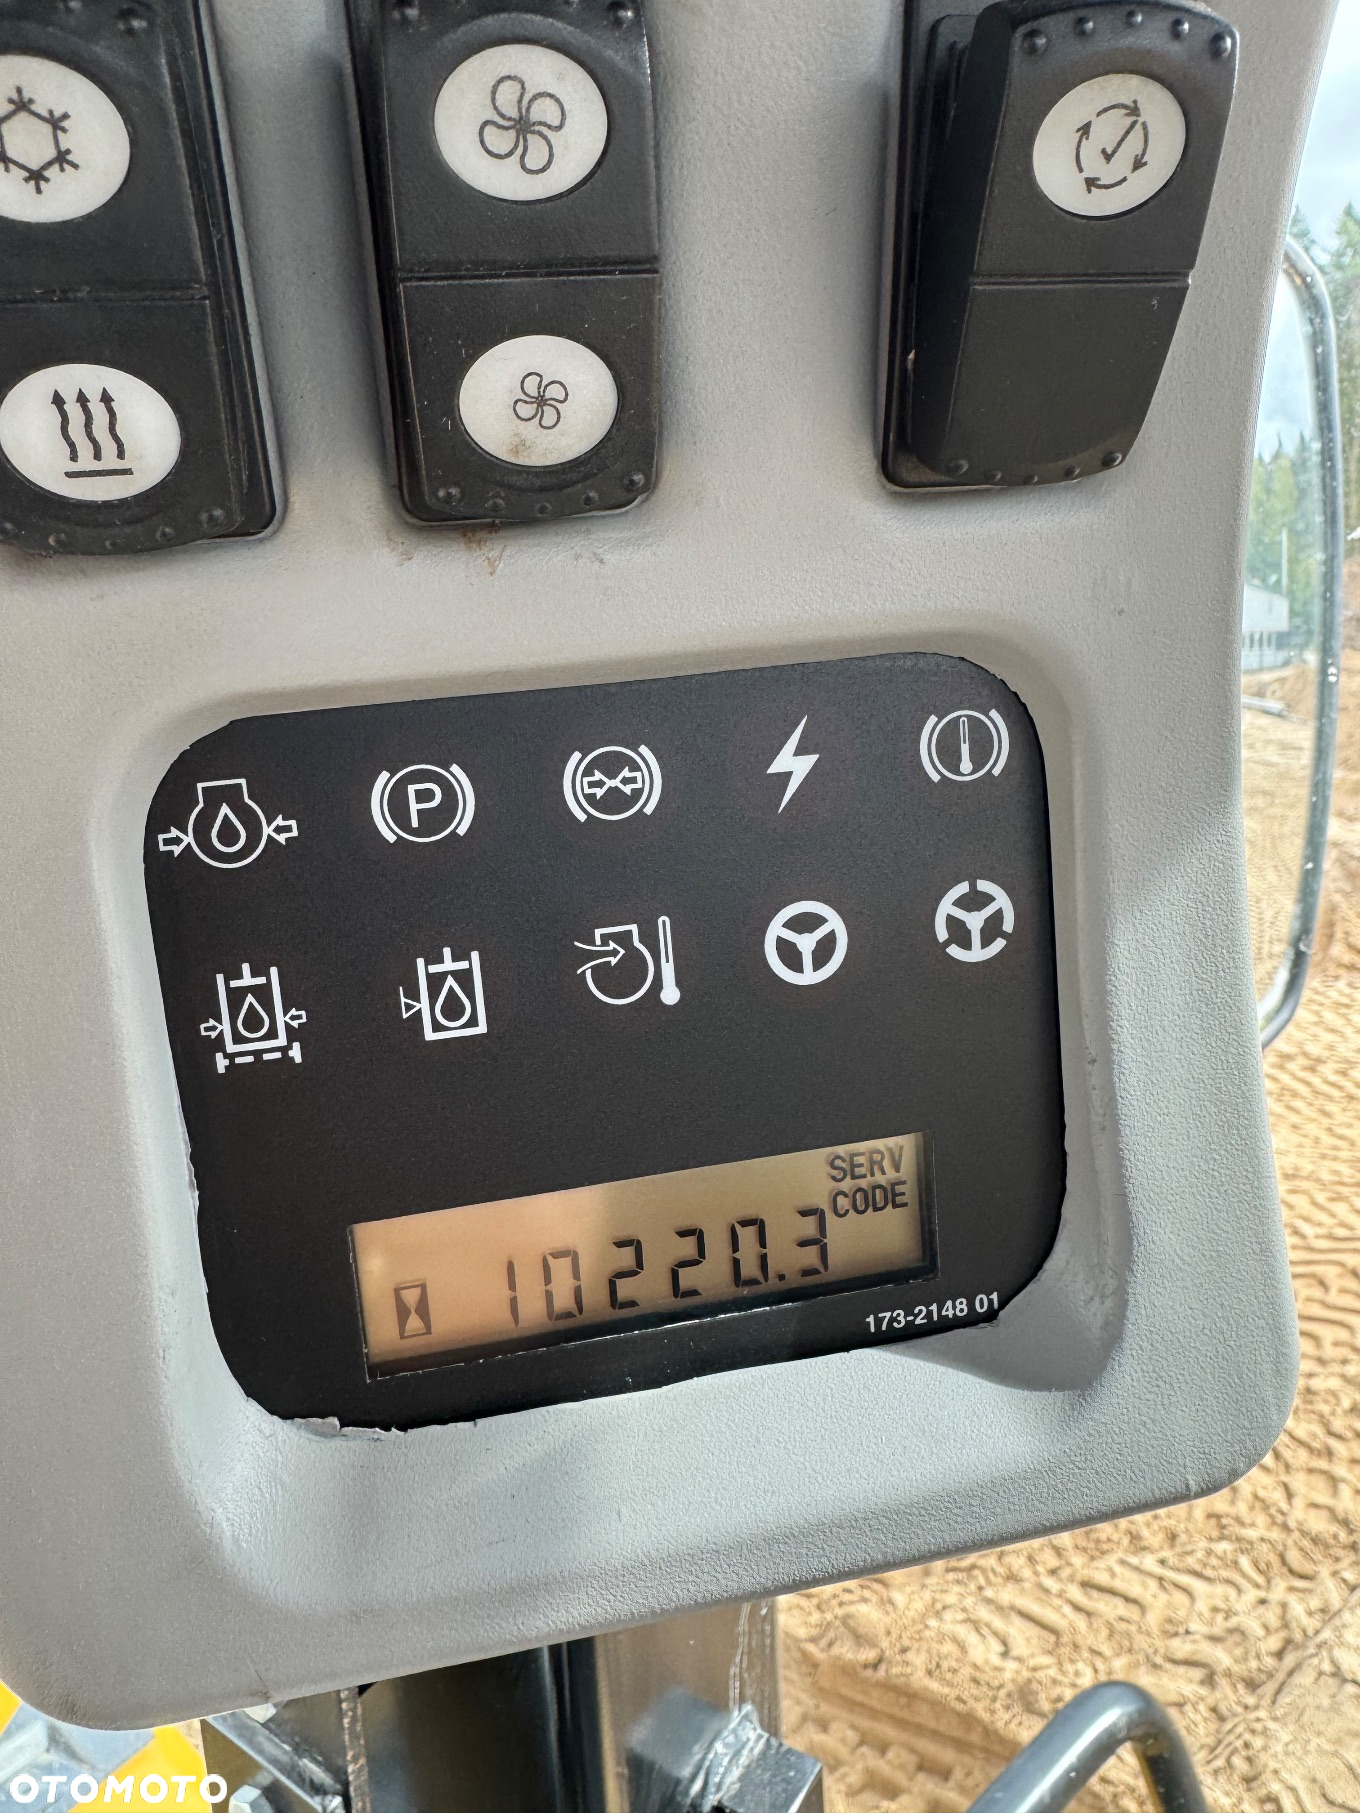 P
SERV
CODE
10220.3
173-2148 01
OTOMOTO